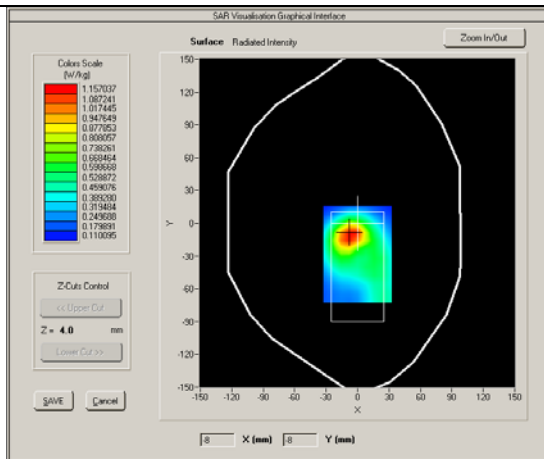 SAR Visualisation Graphical Interface
Surface Radiated Intensity
Zoom In/Out
Colors Scale
(W/kg)
1.157037
1.087241
1.017445
0.947649
0.877853
0.808057
0.738261
0.668464
0.598668
0.528872
0.459076
0.389280
0.319484
0.249688
0.179891
0.110095
Z-Cuts Control
<< Upper Cut
Z = 4.0 mm
Lower Cut >>
SAVE Cancel
150
120
90
60
30
0
-30
-60
-90
-120
-150
Y
-150 -120 -90 -60 -30 0 30 60 90 120 150
X
-8 X (mm) -8 Y (mm)